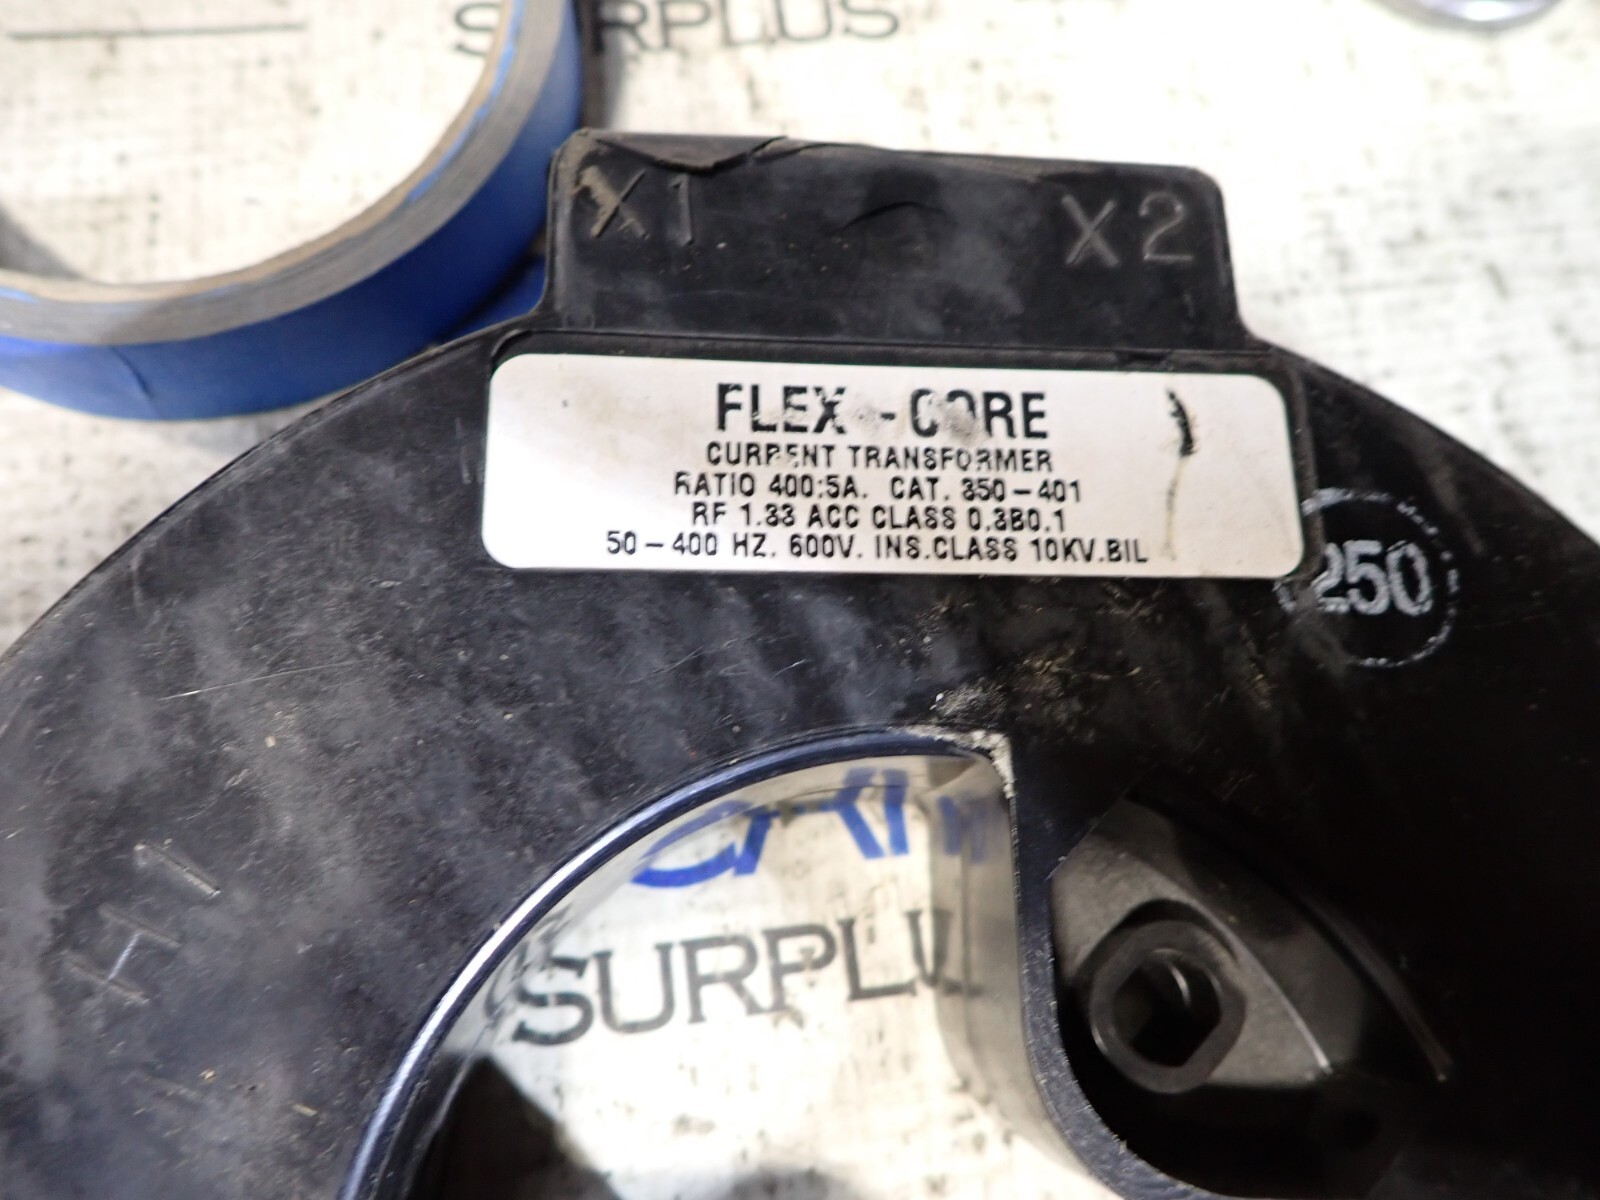 SURPLUS
X1 X2
FLEX-CORE
CURRENT TRANSFORMER
RATIO 400:5A. CAT. 350-401
RF 1.33 ACC CLASS 0.3B0.1
50-400 HZ. 600V. INS.CLASS 10KV.BIL
250
SURPLU